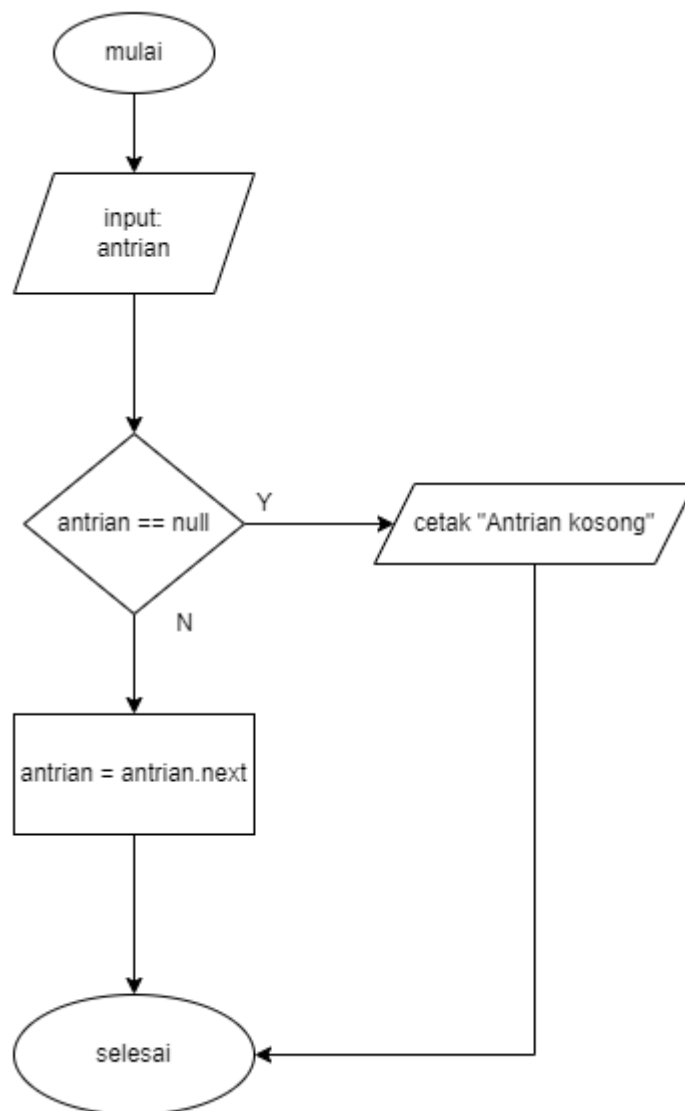 mulai
input:
antrian
antrian == null
Y
cetak "Antrian kosong"
N
antrian = antrian.next
selesai